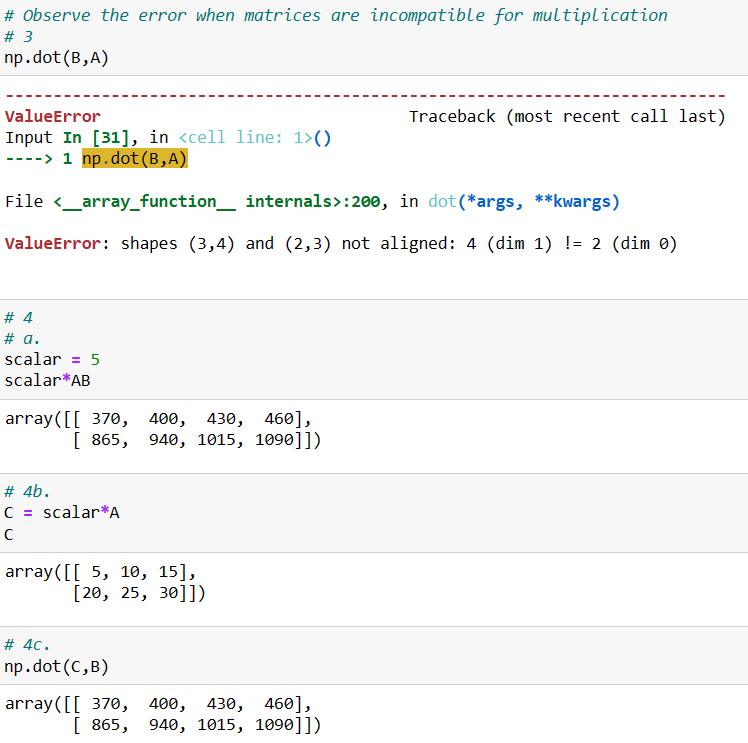 # Observe the error when matrices are incompatible for multiplication
# 3
np.dot(B,A)
---------------------------------------------------------------------------
ValueError                                Traceback (most recent call last)
Input In [31], in <cell line: 1>()
----> 1 np.dot(B,A)
File <__array_function__ internals>:200, in dot(*args, **kwargs)
ValueError: shapes (3,4) and (2,3) not aligned: 4 (dim 1) != 2 (dim 0)
# 4
# a.
scalar = 5
scalar*AB
array([[ 370,  400,  430,  460],
       [ 865,  940, 1015, 1090]])
# 4b.
C = scalar*A
C
array([[ 5, 10, 15],
       [20, 25, 30]])
# 4c.
np.dot(C,B)
array([[ 370,  400,  430,  460],
       [ 865,  940, 1015, 1090]])